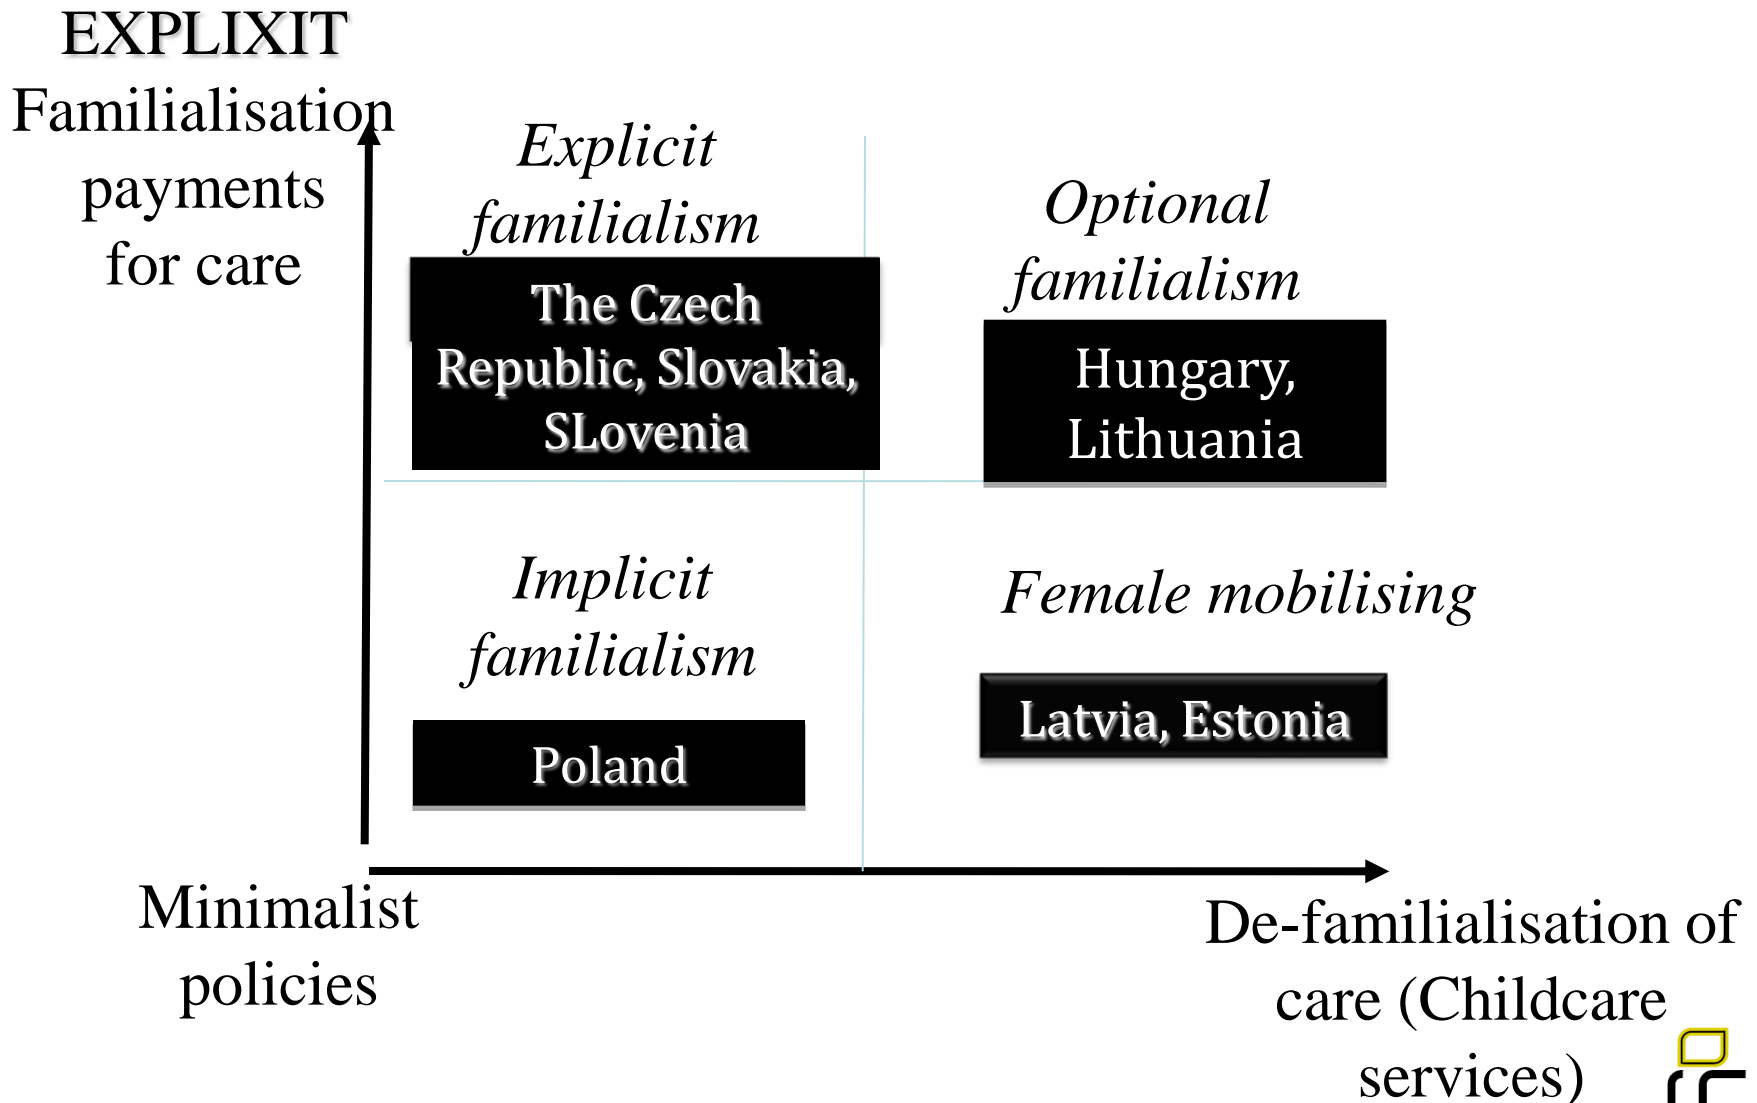 EXPLIXIT
Familialisation
payments
for care
Explicit
familialism
The Czech
Republic, Slovakia,
SLovenia
Optional
familialism
Hungary,
Lithuania
Implicit
familialism
Poland
Female mobilising
Latvia, Estonia
Minimalist
policies
De-familialisation of
care (Childcare
services)